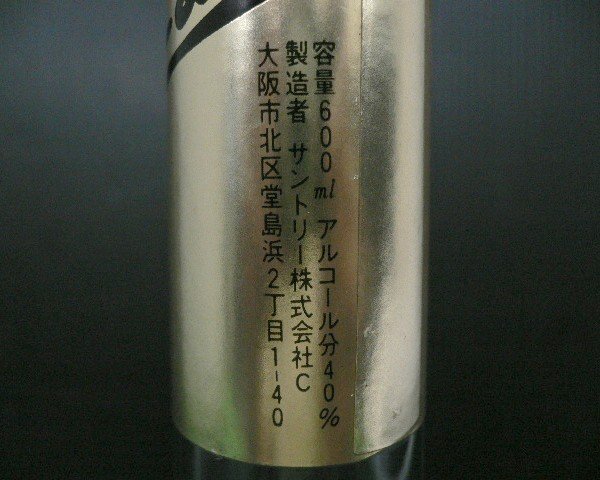 容量600ml アルコール分40%
製造者 サントリー株式会社C
大阪市北区堂島浜2丁目1-40